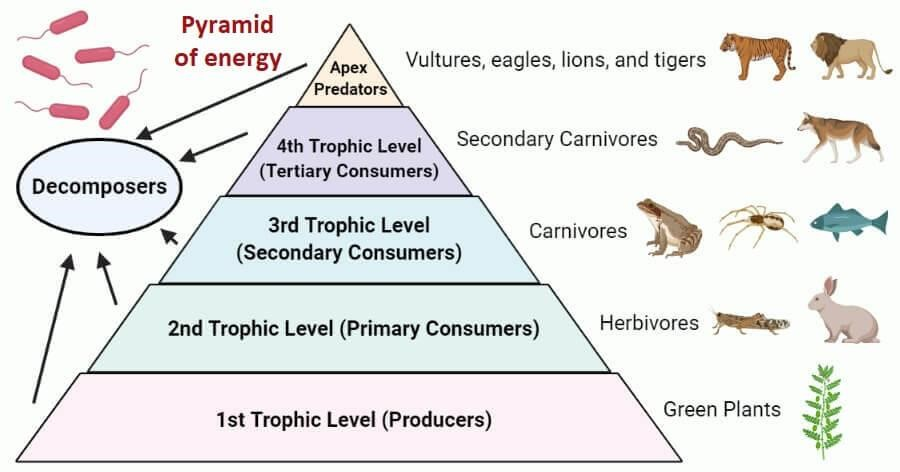 Pyramid
of energy
Apex
Predators
Vultures, eagles, lions, and tigers
4th Trophic Level
(Tertiary Consumers)
Secondary Carnivores
Decomposers
3rd Trophic Level
(Secondary Consumers)
Carnivores
2nd Trophic Level (Primary Consumers)
Herbivores
1st Trophic Level (Producers)
Green Plants